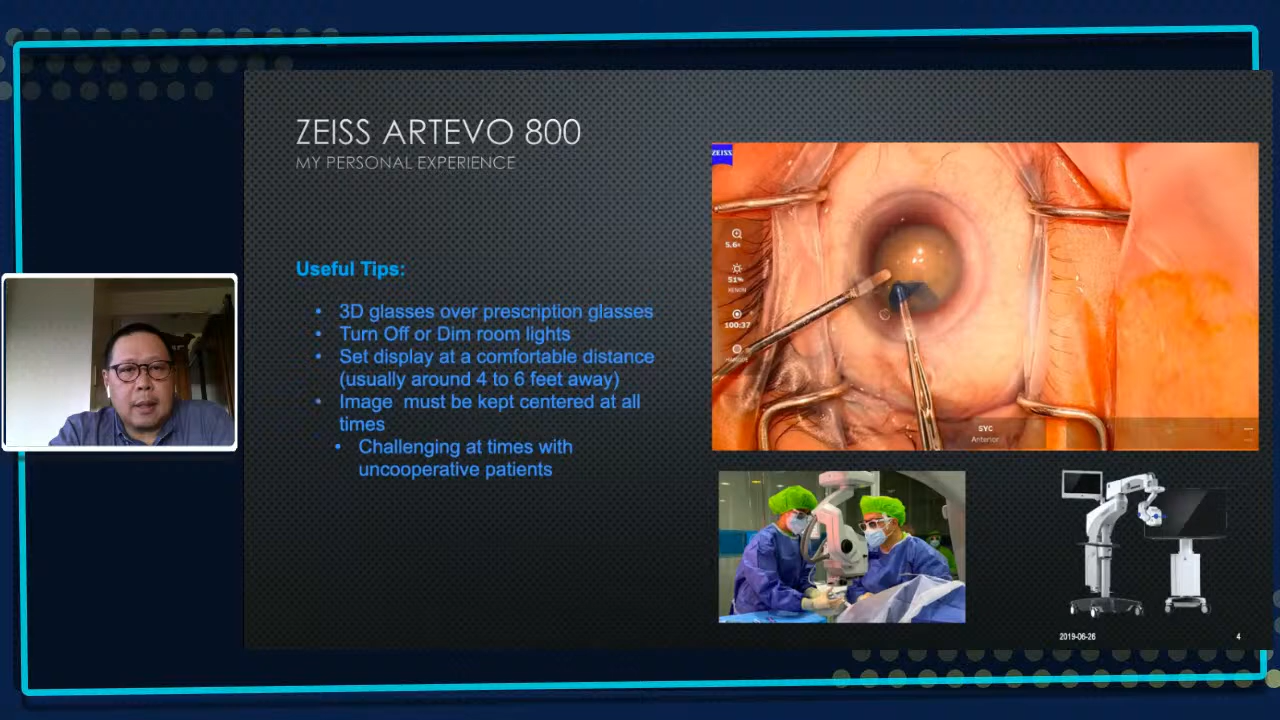 ZEISS ARTEVO 800
MY PERSONAL EXPERIENCE
Useful Tips:
• 3D glasses over prescription glasses
• Turn Off or Dim room lights
• Set display at a comfortable distance
(usually around 4 to 6 feet away)
• Image must be kept centered at all
times
• Challenging at times with
uncooperative patients
ZEISS
5.6x
51%
XENON
100:37
SYC
Anterior
2019-06-26
4